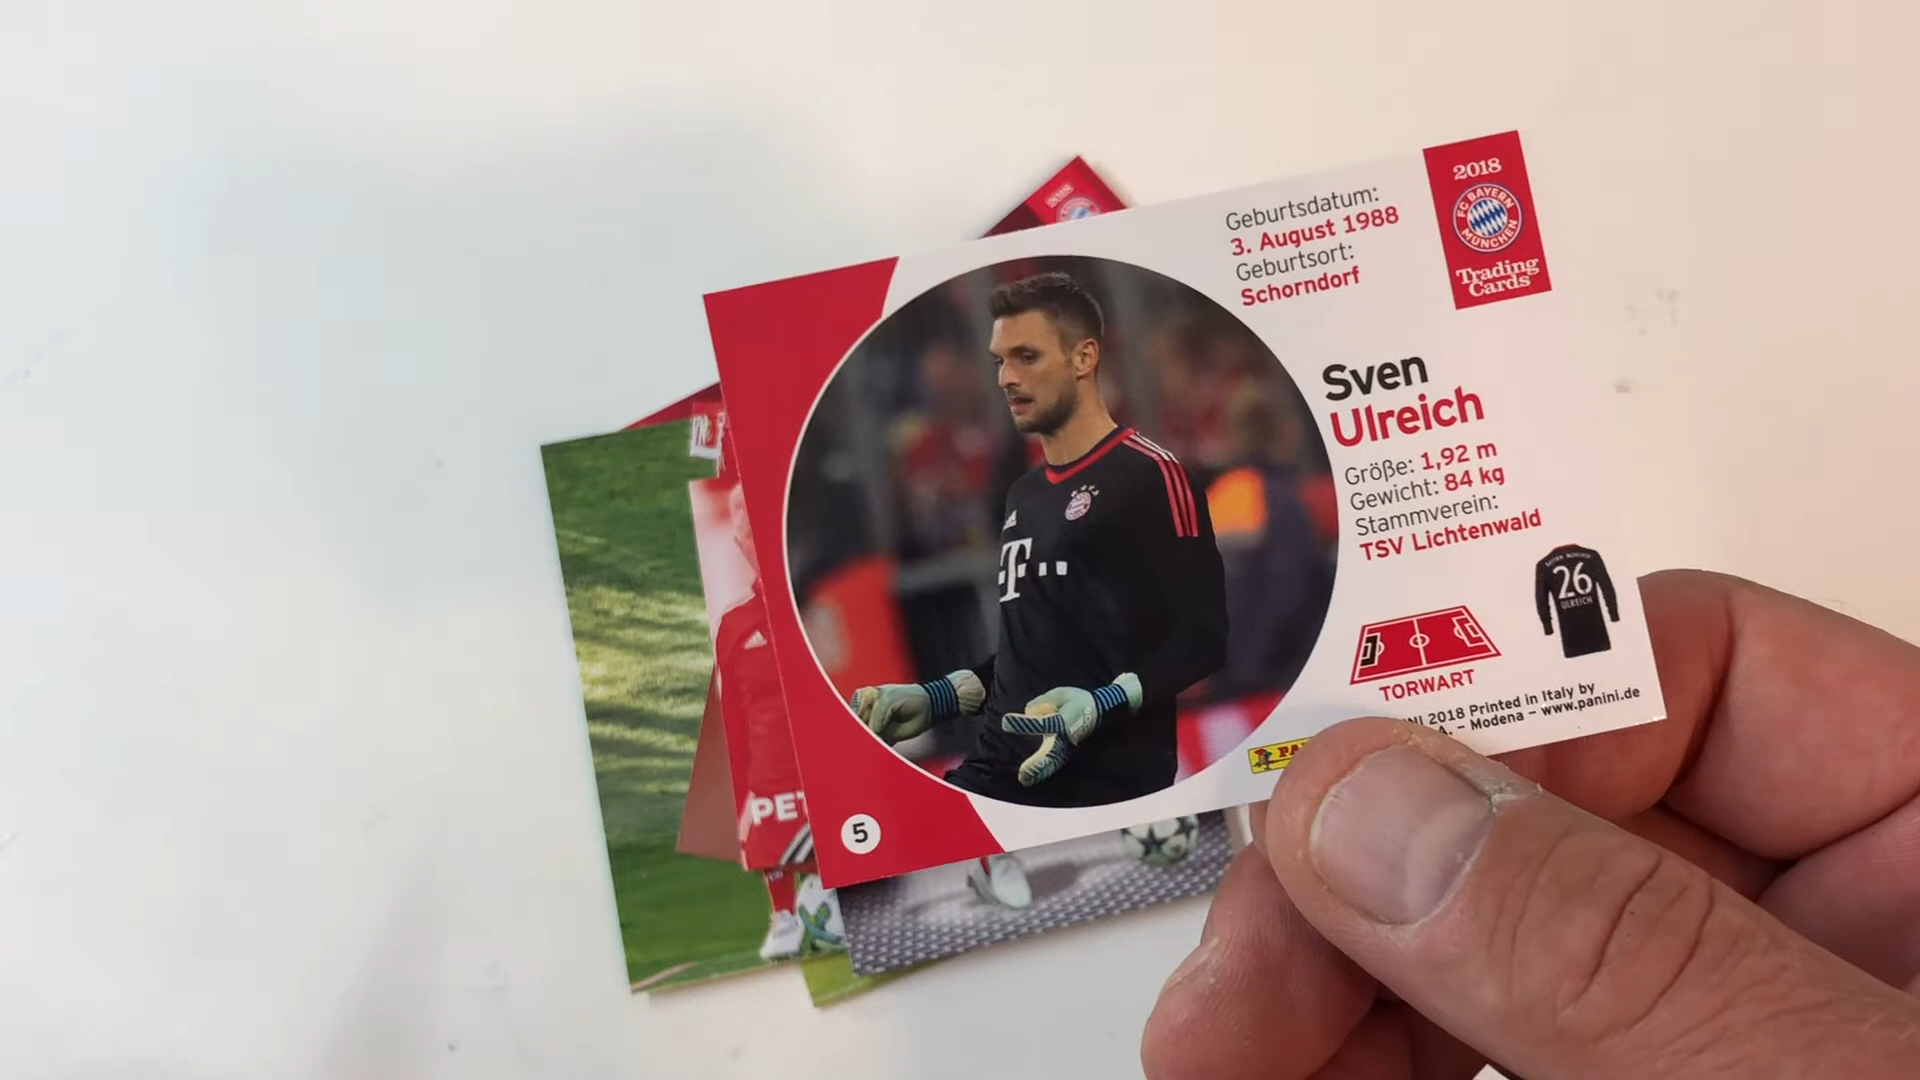 Geburtsdatum:
3. August 1988
Geburtsort:
Schorndorf
2018
FC BAYERN
MÜNCHEN
Trading
Cards
Sven
Ulreich
Größe: 1,92 m
Gewicht: 84 kg
Stammverein:
TSV Lichtenwald
26
ULREICH
TORWART
2018 Printed in Italy by
– Modena – www.panini.de
5
T
2018